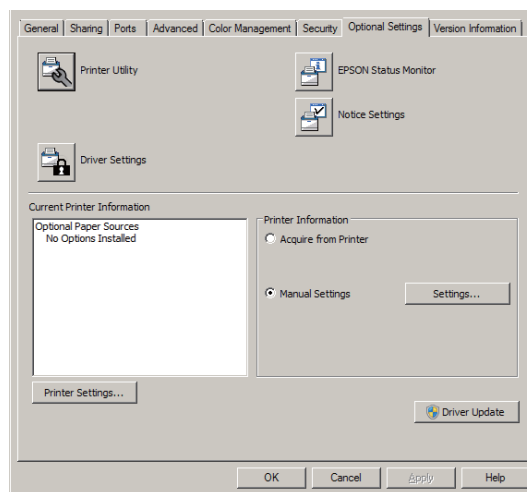 General Sharing Ports Advanced Color Management Security Optional Settings Version Information
Printer Utility
EPSON Status Monitor
Notice Settings
Driver Settings
Current Printer Information
Optional Paper Sources
No Options Installed
Printer Information
Acquire from Printer
Manual Settings
Settings...
Printer Settings...
Driver Update
OK Cancel Apply Help